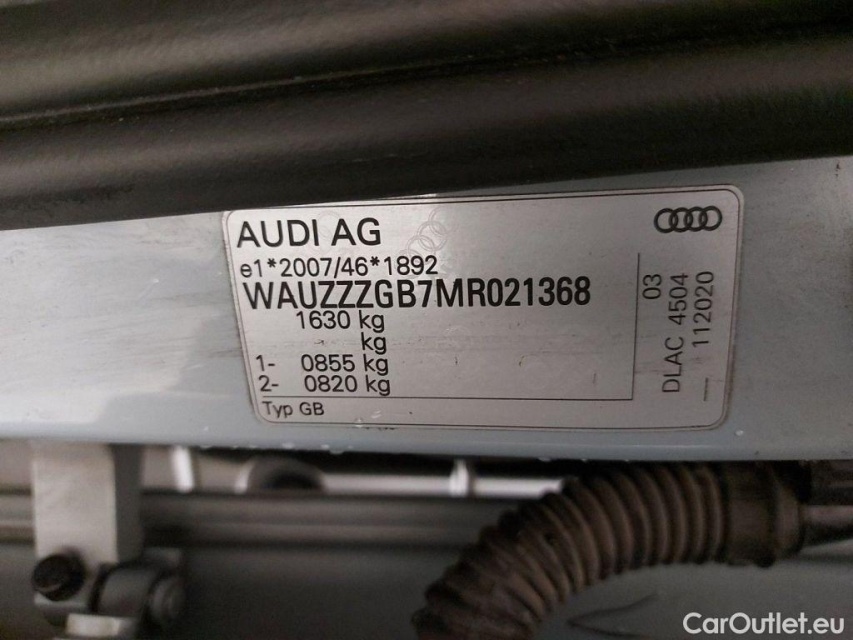 AUDI AG
e1*2007/46*1892
WAUZZZGB7MR021368
1630 kg
kg
1- 0855 kg
2- 0820 kg
Typ GB
03
DLAC 4504
112020
CarOutlet.eu